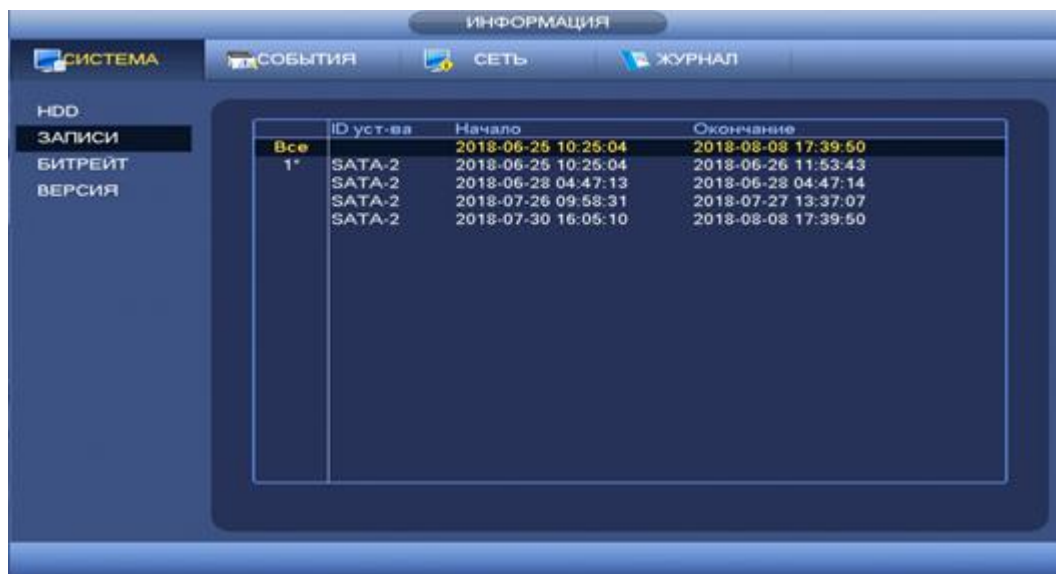 ИНФОРМАЦИЯ
СИСТЕМА СОБЫТИЯ СЕТЬ ЖУРНАЛ
HDD
ЗАПИСИ
БИТРЕЙТ
ВЕРСИЯ
ID уст-ва Начало Окончание
Все 2018-06-25 10:25:04 2018-08-08 17:39:50
1* SATA-2 2018-06-25 10:25:04 2018-06-26 11:53:43
SATA-2 2018-06-28 04:47:13 2018-06-28 04:47:14
SATA-2 2018-07-26 09:58:31 2018-07-27 13:37:07
SATA-2 2018-07-30 16:05:10 2018-08-08 17:39:50